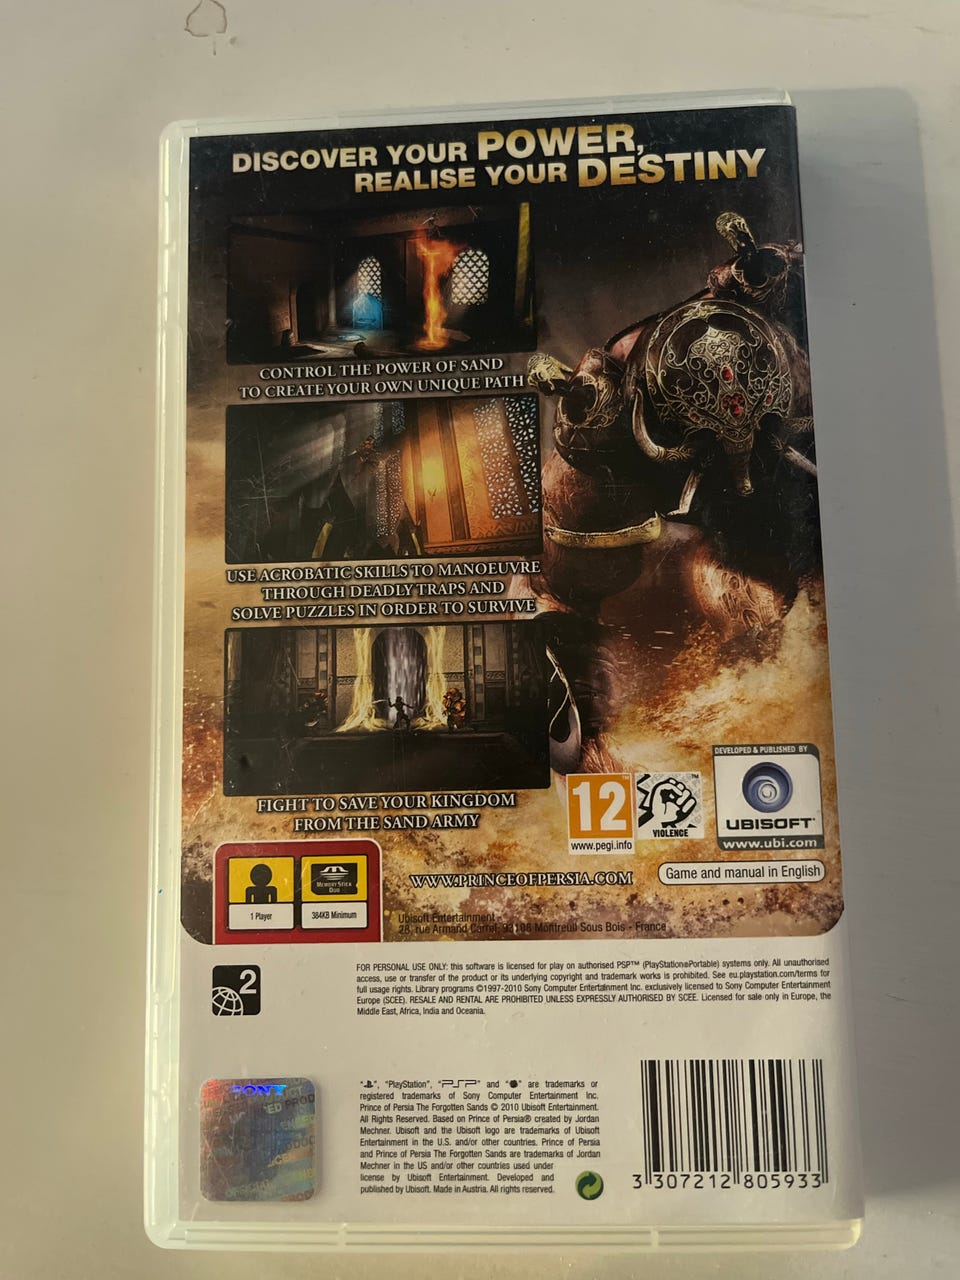 DISCOVER YOUR POWER,
REALISE YOUR DESTINY
CONTROL THE POWER OF SAND
TO CREATE YOUR OWN UNIQUE PATH
USE ACROBATIC SKILLS TO MANOEUVRE
THROUGH DEADLY TRAPS AND
SOLVE PUZZLES IN ORDER TO SURVIVE
FIGHT TO SAVE YOUR KINGDOM
FROM THE SAND ARMY
12
www.pegi.info
VIOLENCE
DEVELOPED & PUBLISHED BY
UBISOFT
www.ubi.com
1 Player
MEMORY STICK
DUO
384KB Minimum
WWW.PRINCEOFPERSIA.COM
Game and manual in English
Ubisoft Entertainment
28, rue Armand Carrel, 93108 Montreuil Sous Bois - France
2
FOR PERSONAL USE ONLY: this software is licensed for play on authorised PSP™ (PlayStation®Portable) systems only. All unauthorised
access, use or transfer of the product or its underlying copyright and trademark works is prohibited. See eu.playstation.com/terms for
full usage rights. Library programs ©1997-2010 Sony Computer Entertainment Inc. exclusively licensed to Sony Computer Entertainment
Europe (SCEE). RESALE AND RENTAL ARE PROHIBITED UNLESS EXPRESSLY AUTHORISED BY SCEE. Licensed for sale only in Europe, the
Middle East, Africa, India and Oceania.
SONY
"", "PlayStation", "PSP" and "" are trademarks or
registered trademarks of Sony Computer Entertainment Inc.
Prince of Persia The Forgotten Sands © 2010 Ubisoft Entertainment.
All Rights Reserved. Based on Prince of Persia® created by Jordan
Mechner. Ubisoft and the Ubisoft logo are trademarks of Ubisoft
Entertainment in the U.S. and/or other countries. Prince of Persia
and Prince of Persia The Forgotten Sands are trademarks of Jordan
Mechner in the US and/or other countries used under
license by Ubisoft Entertainment. Developed and
published by Ubisoft. Made in Austria. All rights reserved.
3 307212 805933